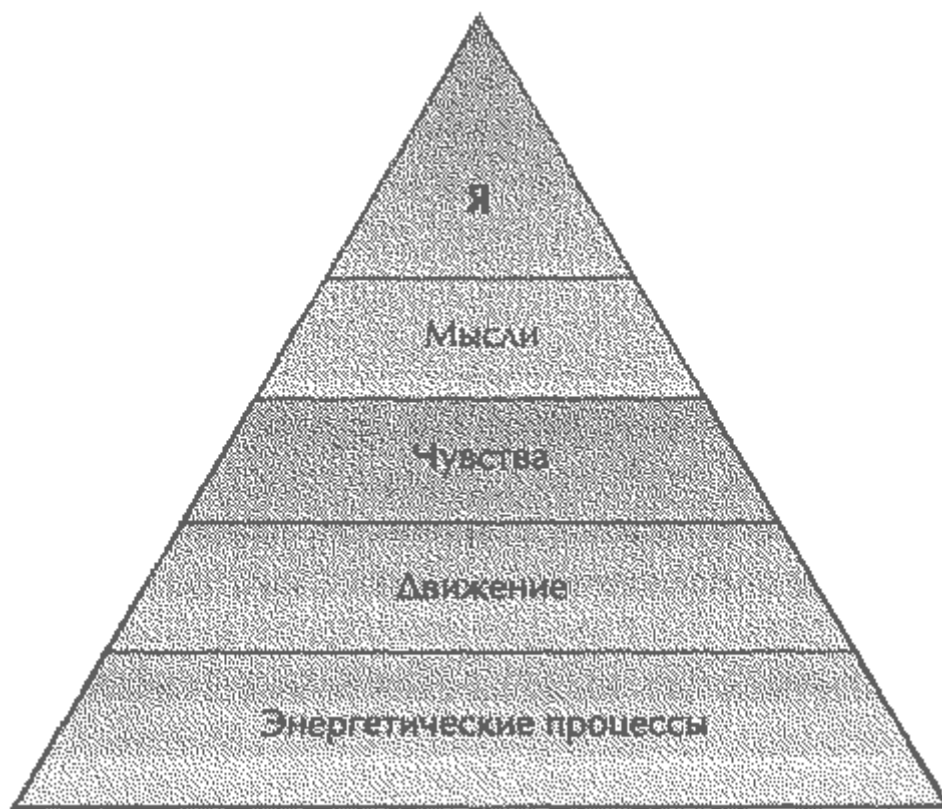 Я
Мысли
Чувства
Движение
Энергетические процессы